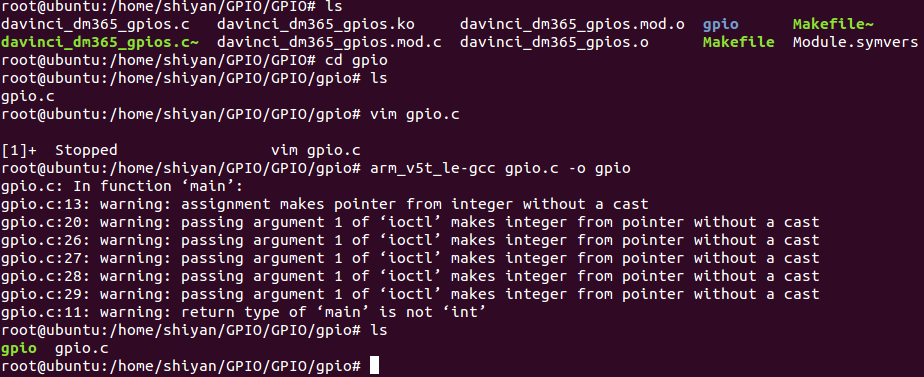 root@ubuntu:/home/shiyan/GPIO/GPIO# ls
davinci_dm365_gpios.c   davinci_dm365_gpios.ko     davinci_dm365_gpios.mod.o  gpio      Makefile~
davinci_dm365_gpios.c~  davinci_dm365_gpios.mod.c  davinci_dm365_gpios.o      Makefile  Module.symvers
root@ubuntu:/home/shiyan/GPIO/GPIO# cd gpio
root@ubuntu:/home/shiyan/GPIO/GPIO/gpio# ls
gpio.c
root@ubuntu:/home/shiyan/GPIO/GPIO/gpio# vim gpio.c
[1]+  Stopped                 vim gpio.c
root@ubuntu:/home/shiyan/GPIO/GPIO/gpio# arm_v5t_le-gcc gpio.c -o gpio
gpio.c: In function ‘main’:
gpio.c:13: warning: assignment makes pointer from integer without a cast
gpio.c:20: warning: passing argument 1 of ‘ioctl’ makes integer from pointer without a cast
gpio.c:26: warning: passing argument 1 of ‘ioctl’ makes integer from pointer without a cast
gpio.c:27: warning: passing argument 1 of ‘ioctl’ makes integer from pointer without a cast
gpio.c:28: warning: passing argument 1 of ‘ioctl’ makes integer from pointer without a cast
gpio.c:29: warning: passing argument 1 of ‘ioctl’ makes integer from pointer without a cast
gpio.c:11: warning: return type of ‘main’ is not ‘int’
root@ubuntu:/home/shiyan/GPIO/GPIO/gpio# ls
gpio  gpio.c
root@ubuntu:/home/shiyan/GPIO/GPIO/gpio#